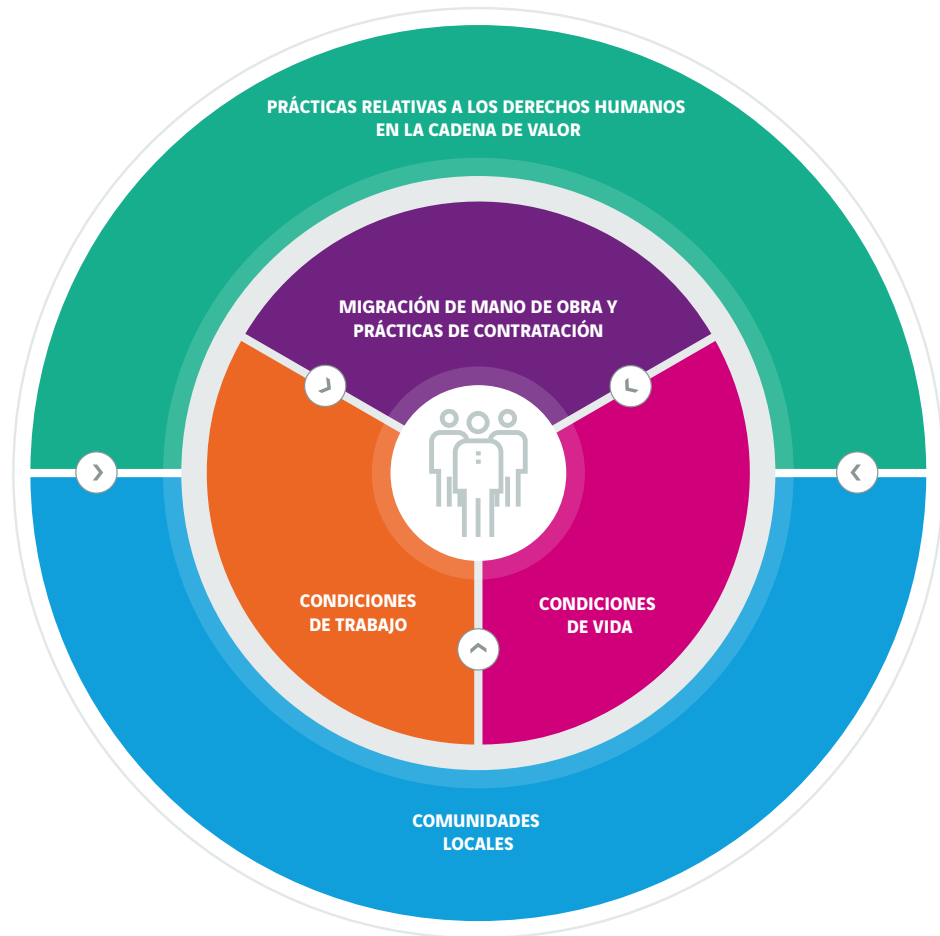 PRÁCTICAS RELATIVAS A LOS DERECHOS HUMANOS
EN LA CADENA DE VALOR
MIGRACIÓN DE MANO DE OBRA Y
PRÁCTICAS DE CONTRATACIÓN
CONDICIONES
DE TRABAJO
CONDICIONES
DE VIDA
COMUNIDADES
LOCALES